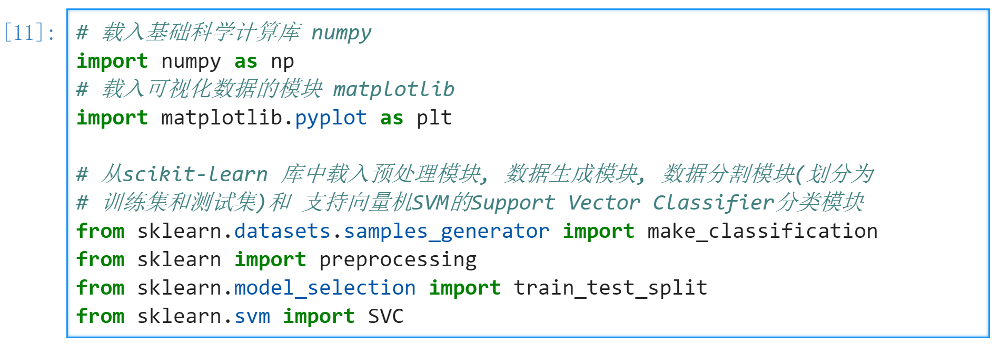 [11]:
# 载入基础科学计算库 numpy
import numpy as np
# 载入可视化数据的模块 matplotlib
import matplotlib.pyplot as plt
# 从scikit-learn 库中载入预处理模块, 数据生成模块, 数据分割模块(划分为
# 训练集和测试集)和 支持向量机SVM的Support Vector Classifier分类模块
from sklearn.datasets.samples_generator import make_classification
from sklearn import preprocessing
from sklearn.model_selection import train_test_split
from sklearn.svm import SVC